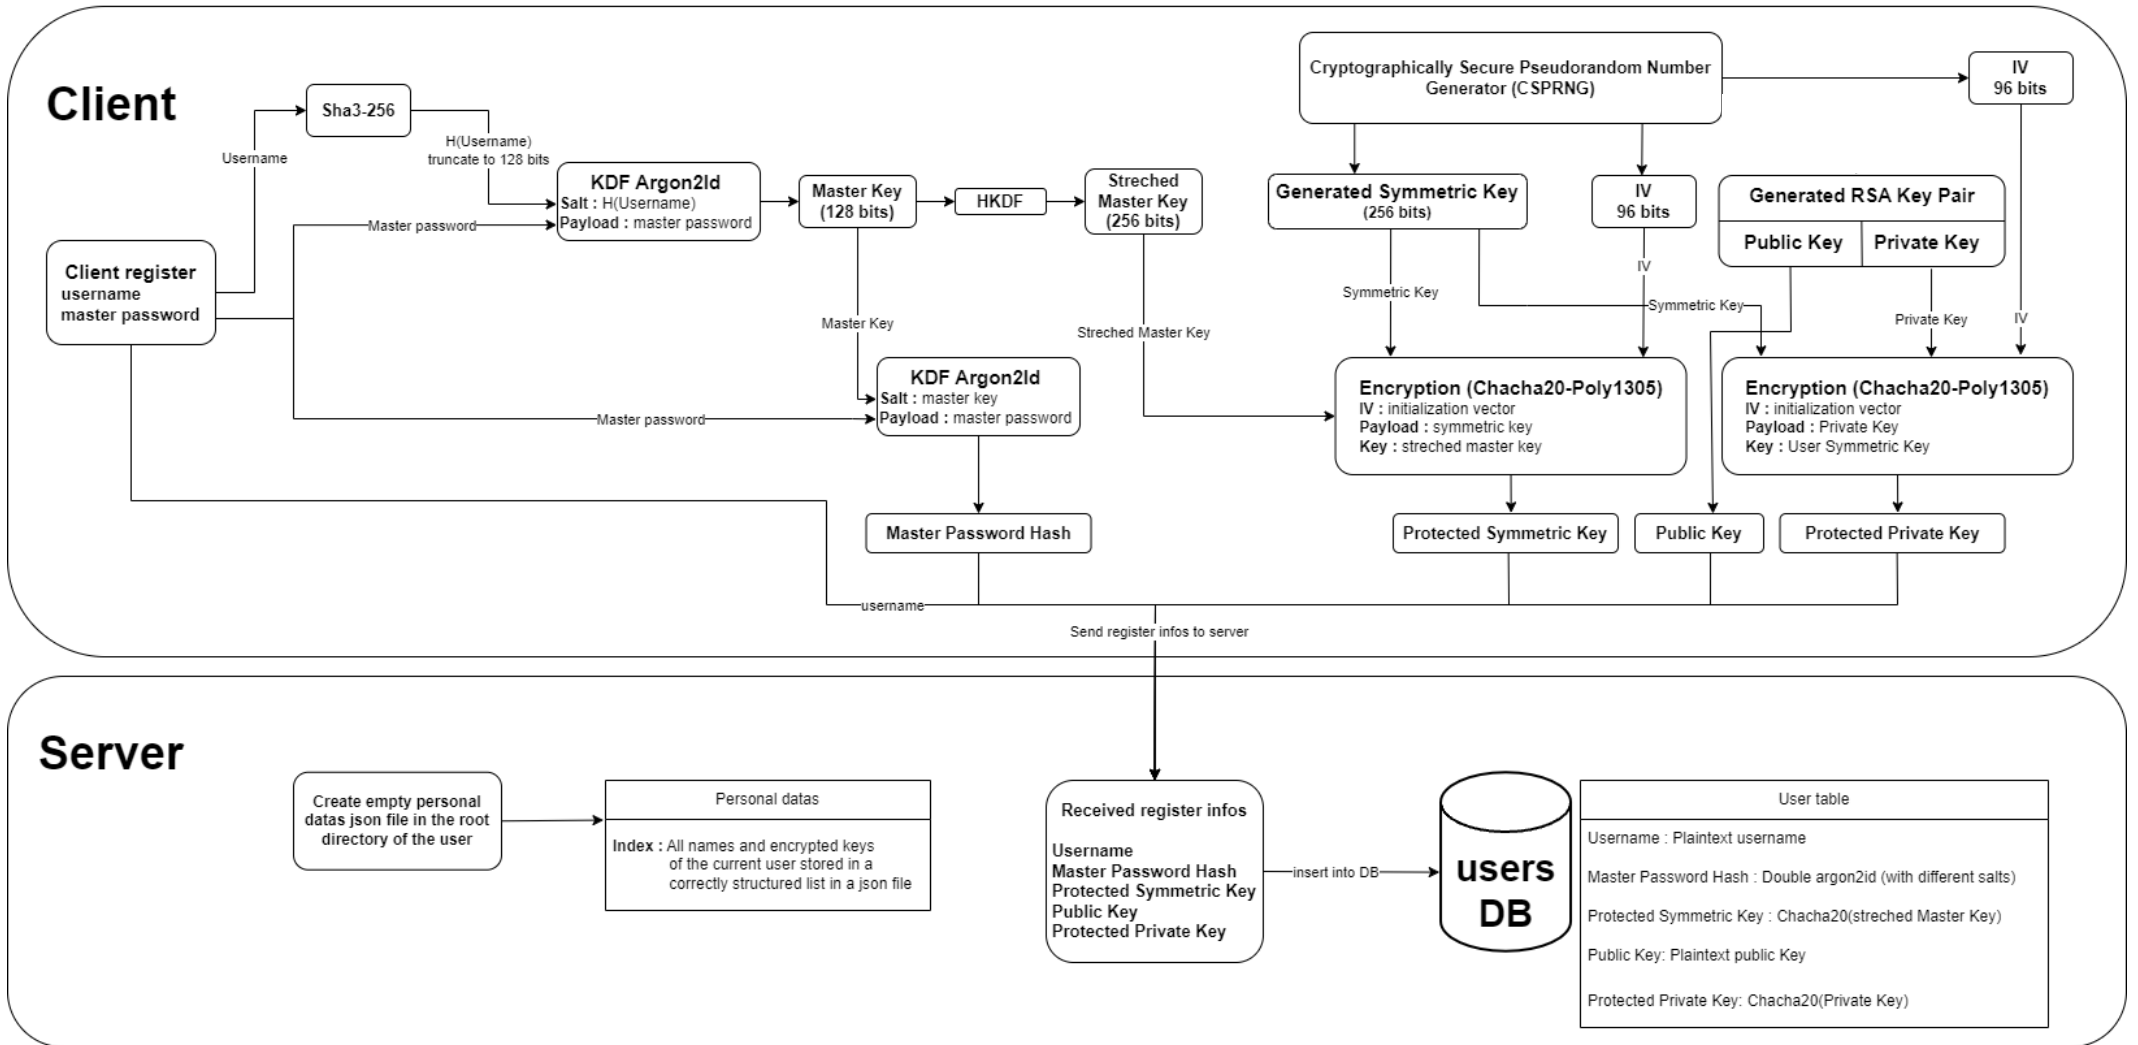 Client
Client register
username
master password
Username
Sha3-256
H(Username)
truncate to 128 bits
Master password
KDF Argon2Id
Salt : H(Username)
Payload : master password
Master Key
(128 bits)
HKDF
Streched
Master Key
(256 bits)
Master Key
Streched Master Key
Master password
KDF Argon2Id
Salt : master key
Payload : master password
Master Password Hash
Cryptographically Secure Pseudorandom Number
Generator (CSPRNG)
IV
96 bits
Generated Symmetric Key
(256 bits)
IV
96 bits
Generated RSA Key Pair
Public Key
Private Key
Symmetric Key
IV
Symmetric Key
Private Key
IV
Encryption (Chacha20-Poly1305)
IV : initialization vector
Payload : symmetric key
Key : streched master key
Encryption (Chacha20-Poly1305)
IV : initialization vector
Payload : Private Key
Key : User Symmetric Key
Protected Symmetric Key
Public Key
Protected Private Key
username
Send register infos to server
Server
Create empty personal
datas json file in the root
directory of the user
Personal datas
Index : All names and encrypted keys
of the current user stored in a
correctly structured list in a json file
Received register infos
Username
Master Password Hash
Protected Symmetric Key
Public Key
Protected Private Key
insert into DB
users
DB
User table
Username : Plaintext username
Master Password Hash : Double argon2id (with different salts)
Protected Symmetric Key : Chacha20(streched Master Key)
Public Key: Plaintext public Key
Protected Private Key: Chacha20(Private Key)